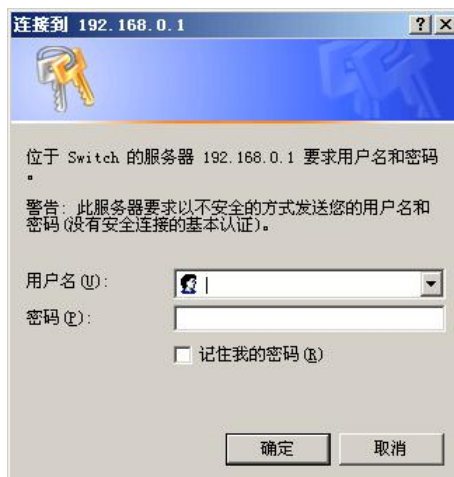 连接到 192.168.0.1
位于 Switch 的服务器 192.168.0.1 要求用户名和密码
。
警告: 此服务器要求以不安全的方式发送您的用户名和
密码(没有安全连接的基本认证)。
用户名(U):
密码(P):
记住我的密码(R)
确定 取消